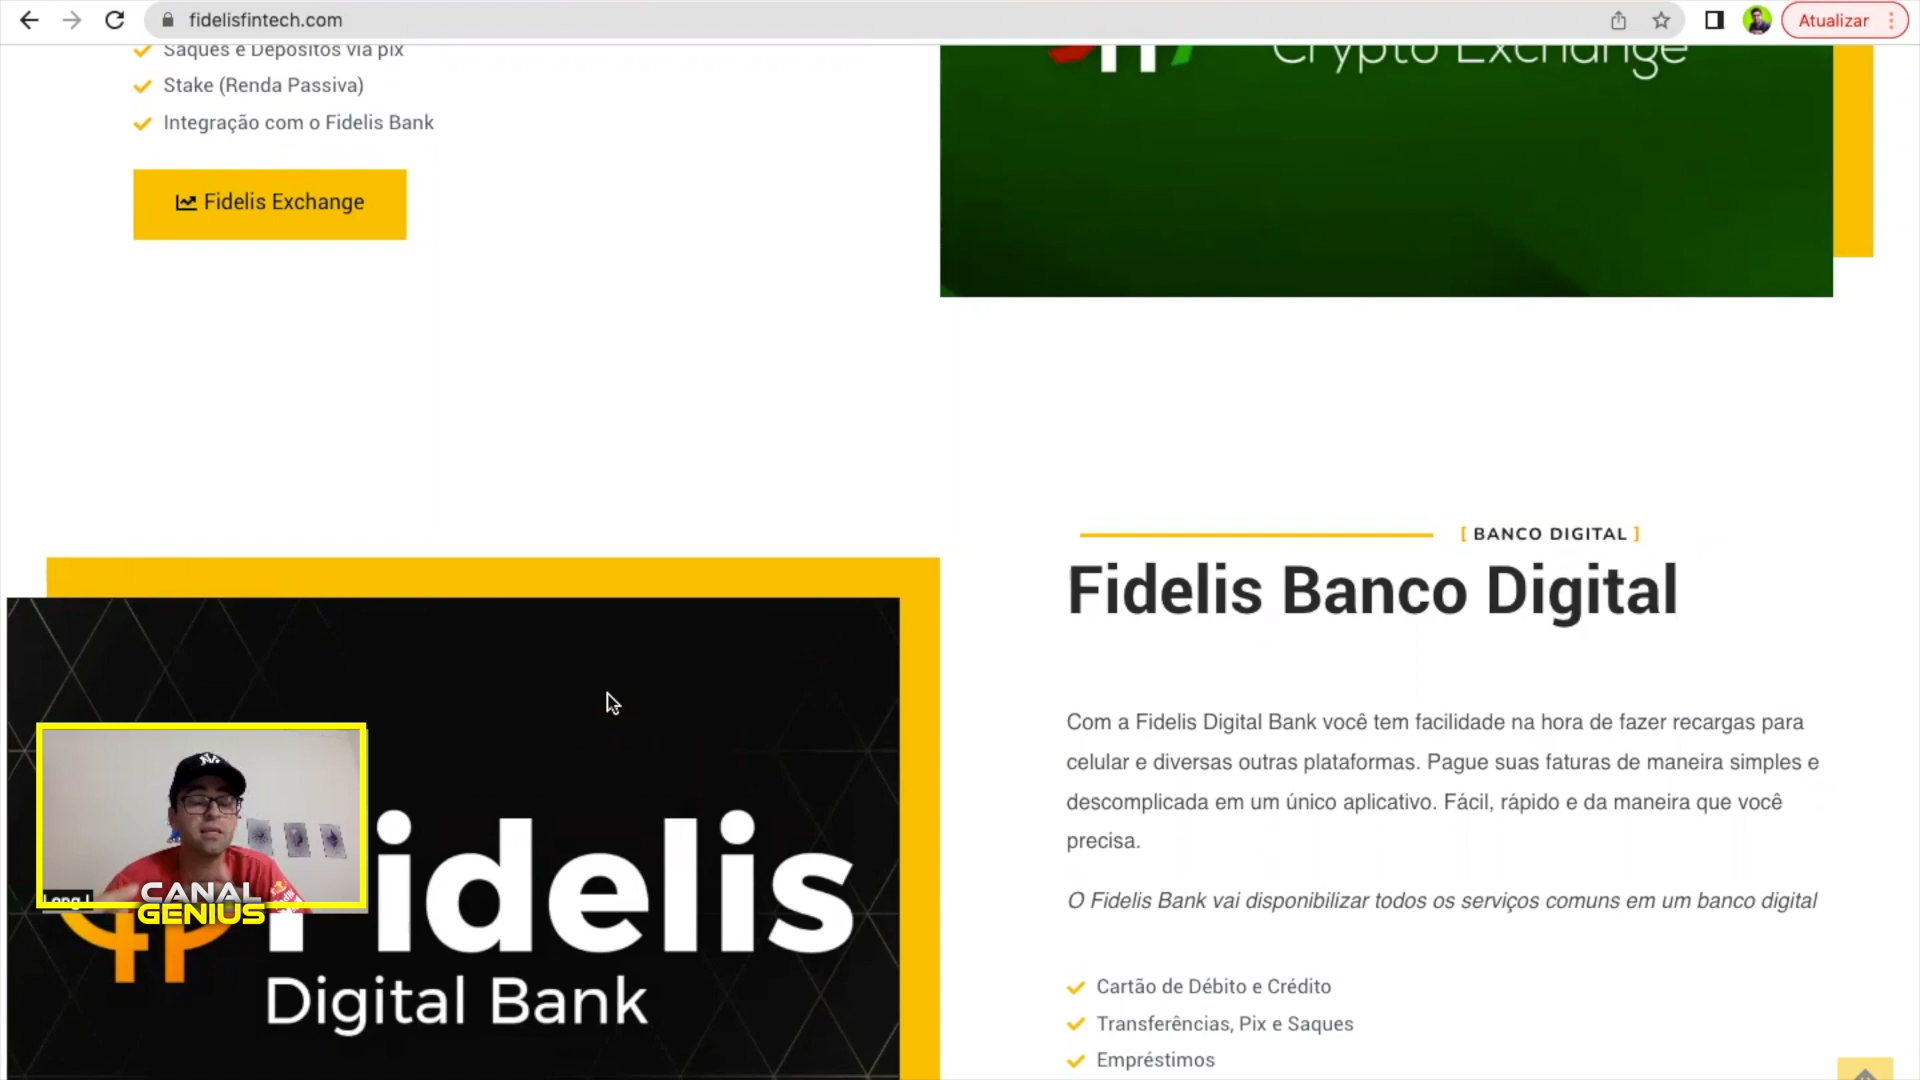 fidelisfintech.com
Atualizar
Saques e Depósitos via pix
Stake (Renda Passiva)
Integração com o Fidelis Bank
Fidelis Exchange
Crypto Exchange
[ BANCO DIGITAL ]
Fidelis Banco Digital
Com a Fidelis Digital Bank você tem facilidade na hora de fazer recargas para
celular e diversas outras plataformas. Pague suas faturas de maneira simples e
descomplicada em um único aplicativo. Fácil, rápido e da maneira que você
precisa.
O Fidelis Bank vai disponibilizar todos os serviços comuns em um banco digital
Cartão de Débito e Crédito
Transferências, Pix e Saques
Empréstimos
Fidelis
Digital Bank
CANAL
GENIUS